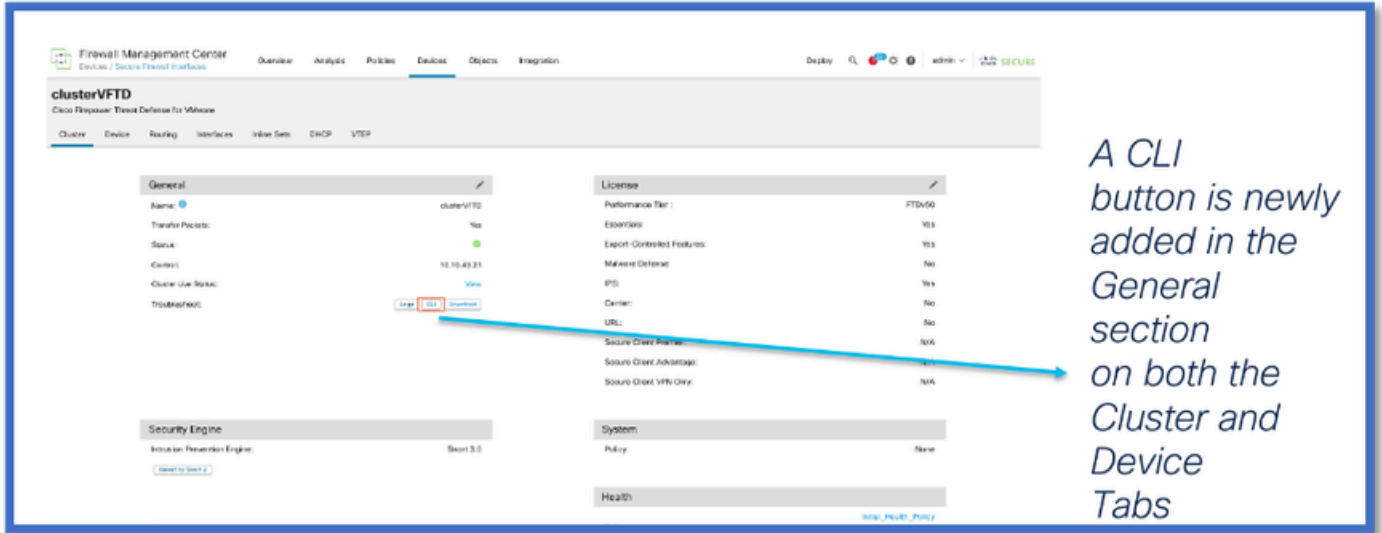 Firewall Management Center
Devices / Secure Firewall Interfaces
Overview Analysis Policies Devices Objects Integration
Deploy admin SECURE
clusterVFTD
Cisco Firepower Threat Defense for VMware
Cluster Device Routing Interfaces Inline Sets DHCP VTEP
General
Name: clusterVFTD
Transfer Packets: Yes
Status:
Control: 10.10.43.21
Cluster Live Status: View
Troubleshoot: Logs CLI Download
License
Performance Tier : FTDv50
Essentials: Yes
Export-Controlled Features: Yes
Malware Defense: No
IPS: Yes
Carrier: No
URL: No
Secure Client Premier: N/A
Secure Client Advantage: N/A
Secure Client VPN Only: N/A
Security Engine
Intrusion Prevention Engine: Snort 3.0
Revert to Snort 2
System
Policy: None
Health
Initial_Health_Policy
A CLI
button is newly
added in the
General
section
on both the
Cluster and
Device
Tabs